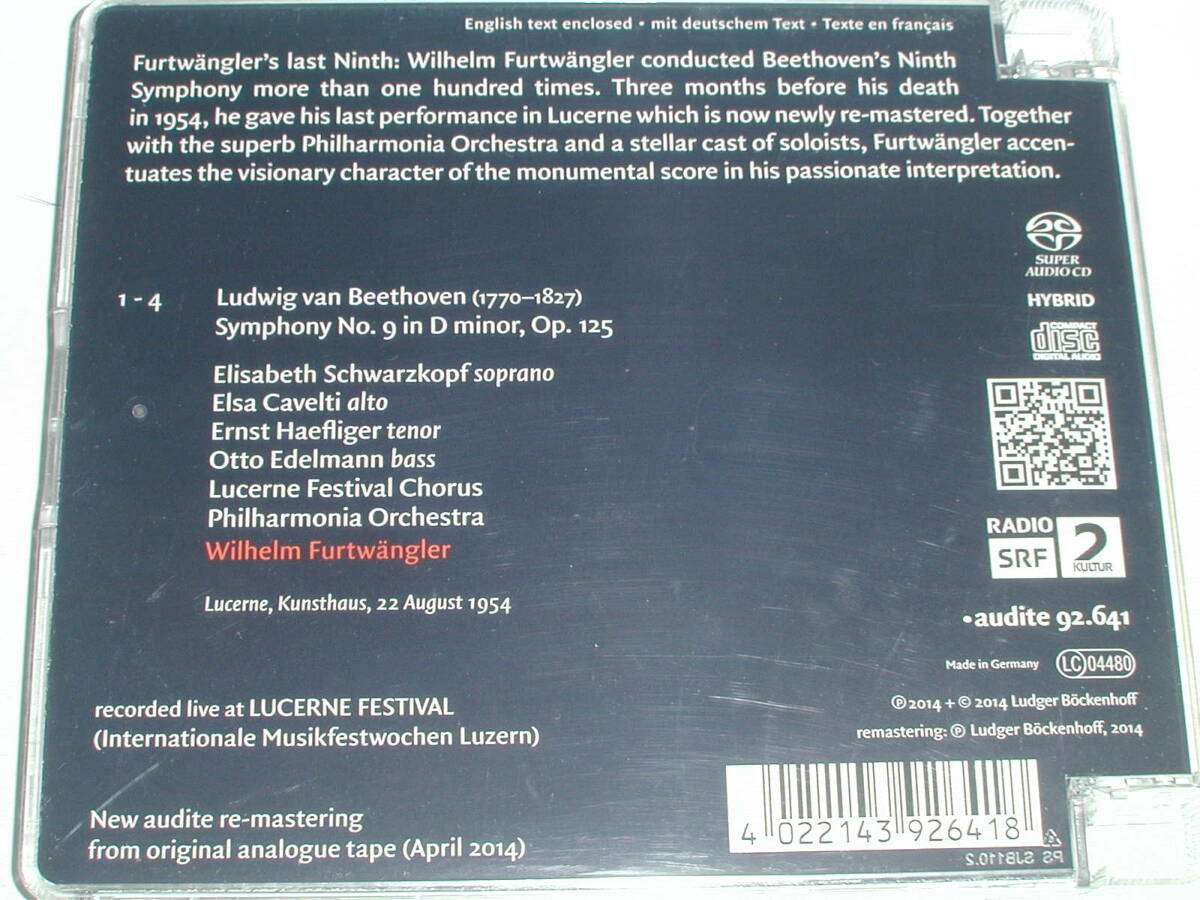 English text enclosed • mit deutschem Text • Texte en français
Furtwängler's last Ninth: Wilhelm Furtwängler conducted Beethoven's Ninth
Symphony more than one hundred times. Three months before his death
in 1954, he gave his last performance in Lucerne which is now newly re-mastered. Together
with the superb Philharmonia Orchestra and a stellar cast of soloists, Furtwängler accen-
tuates the visionary character of the monumental score in his passionate interpretation.
SUPER
AUDIO CD
HYBRID
COMPACT
disc
DIGITAL AUDIO
1 - 4 Ludwig van Beethoven (1770–1827)
Symphony No. 9 in D minor, Op. 125
Elisabeth Schwarzkopf soprano
Elsa Cavelti alto
Ernst Haefliger tenor
Otto Edelmann bass
Lucerne Festival Chorus
Philharmonia Orchestra
Wilhelm Furtwängler
Lucerne, Kunsthaus, 22 August 1954
RADIO
SRF 2
KULTUR
•audite 92.641
Made in Germany LC 04480
℗ 2014 + © 2014 Ludger Böckenhoff
remastering: ℗ Ludger Böckenhoff, 2014
recorded live at LUCERNE FESTIVAL
(Internationale Musikfestwochen Luzern)
New audite re-mastering
from original analogue tape (April 2014)
4 022143 926418
PS SJB110.2